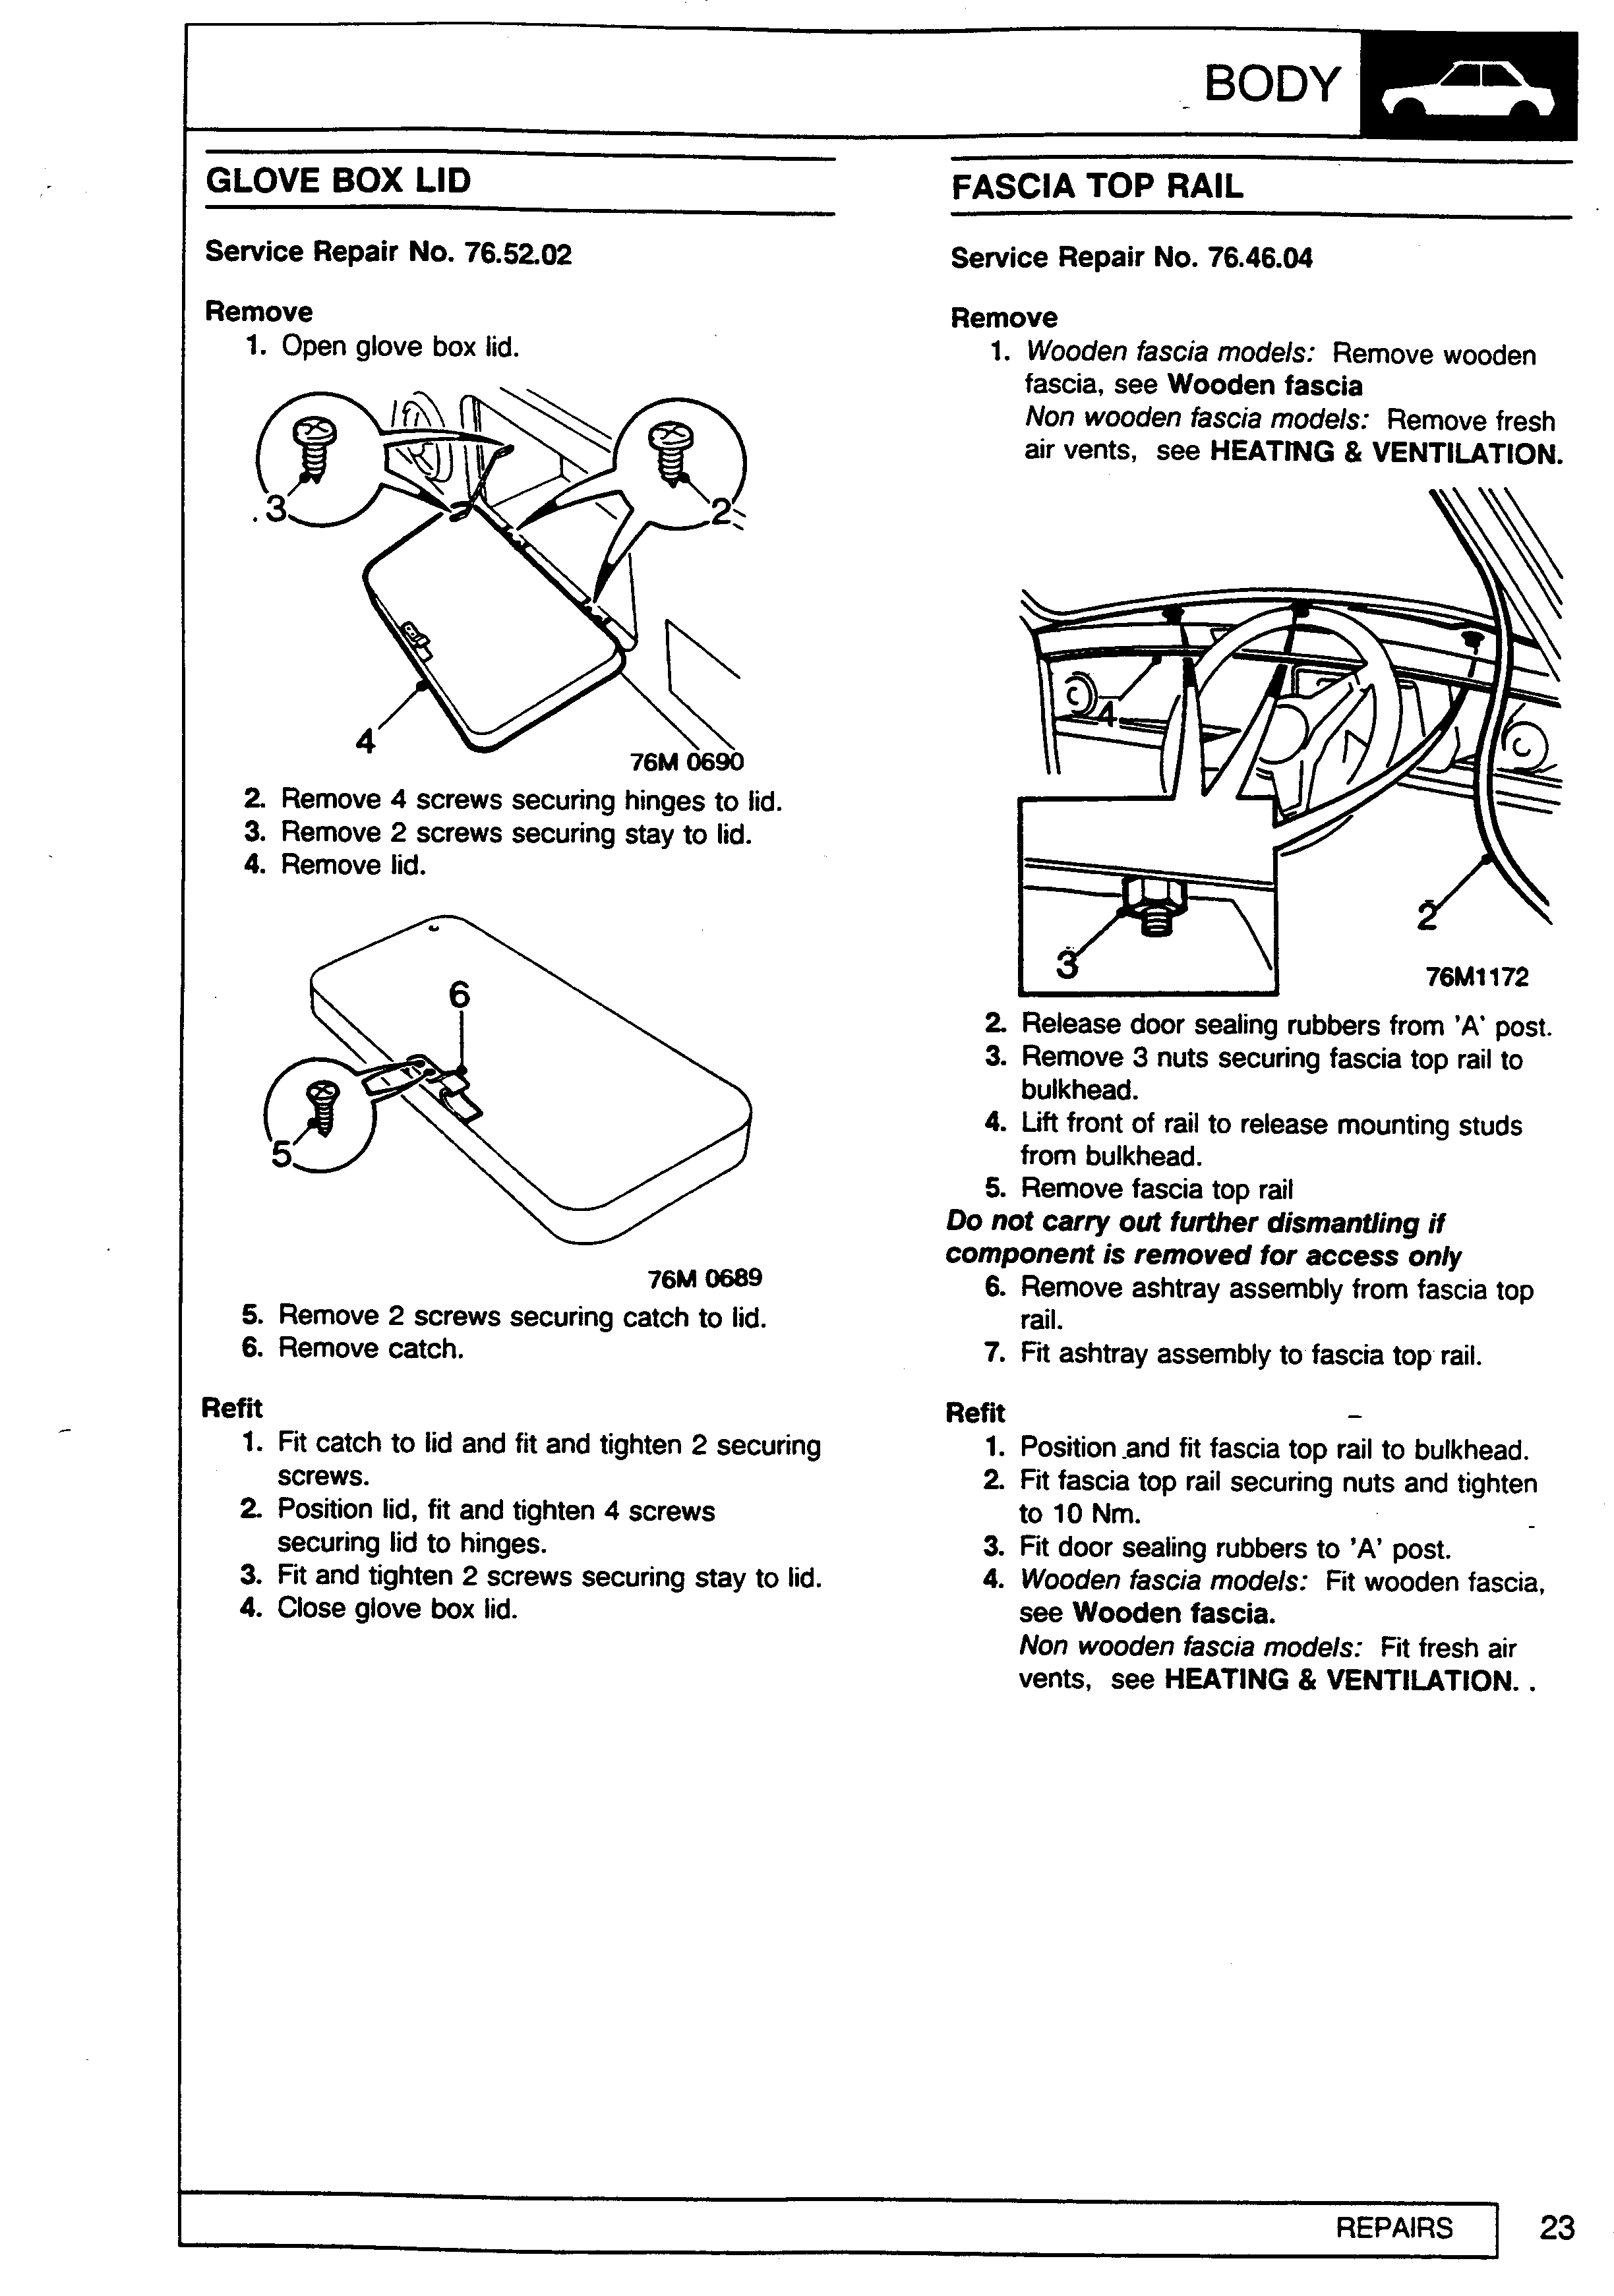 BODY
GLOVE BOX LID
Service Repair No. 76.52.02
Remove
1. Open glove box lid.
3
2
4
76M 0690
2. Remove 4 screws securing hinges to lid.
3. Remove 2 screws securing stay to lid.
4. Remove lid.
6
5
76M 0689
5. Remove 2 screws securing catch to lid.
6. Remove catch.
Refit
1. Fit catch to lid and fit and tighten 2 securing
screws.
2. Position lid, fit and tighten 4 screws
securing lid to hinges.
3. Fit and tighten 2 screws securing stay to lid.
4. Close glove box lid.
FASCIA TOP RAIL
Service Repair No. 76.46.04
Remove
1. Wooden fascia models: Remove wooden
fascia, see Wooden fascia
Non wooden fascia models: Remove fresh
air vents, see HEATING & VENTILATION.
4
2
3
76M1172
2. Release door sealing rubbers from 'A' post.
3. Remove 3 nuts securing fascia top rail to
bulkhead.
4. Lift front of rail to release mounting studs
from bulkhead.
5. Remove fascia top rail
Do not carry out further dismantling if
component is removed for access only
6. Remove ashtray assembly from fascia top
rail.
7. Fit ashtray assembly to fascia top rail.
Refit
1. Position and fit fascia top rail to bulkhead.
2. Fit fascia top rail securing nuts and tighten
to 10 Nm.
3. Fit door sealing rubbers to 'A' post.
4. Wooden fascia models: Fit wooden fascia,
see Wooden fascia.
Non wooden fascia models: Fit fresh air
vents, see HEATING & VENTILATION. .
REPAIRS
23